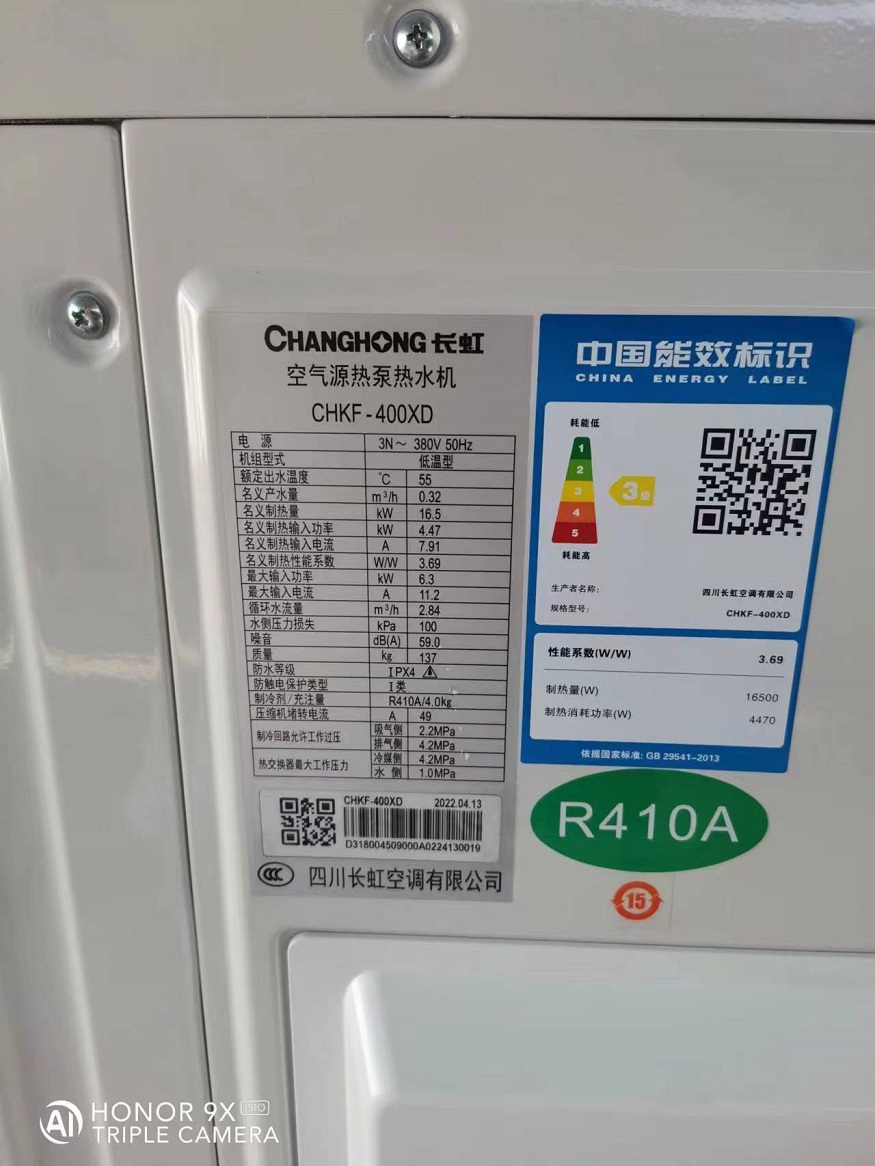 CHANGHONG 长虹
空气源热泵热水机
CHKF-400XD
电 源 3N～ 380V 50Hz
机组型式 低温型
额定出水温度 ℃ 55
名义产水量 m³/h 0.32
名义制热量 kW 16.5
名义制热输入功率 kW 4.47
名义制热输入电流 A 7.91
名义制热性能系数 W/W 3.69
最大输入功率 kW 6.3
最大输入电流 A 11.2
循环水流量 m³/h 2.84
水侧压力损失 kPa 100
噪音 dB(A) 59.0
质量 kg 137
防水等级 IPX4
防触电保护类型 I类
制冷剂/充注量 R410A/4.0kg
压缩机堵转电流 A 49
制冷回路允许工作过压 吸气侧 2.2MPa
排气侧 4.2MPa
热交换器最大工作压力 冷媒侧 4.2MPa
水 侧 1.0MPa
CHKF-400XD 2022.04.13
D318004509000A0224130019
CCC 四川长虹空调有限公司
中国能效标识
CHINA ENERGY LABEL
耗能低
1
2
3
4
5
3级
耗能高
生产者名称: 四川长虹空调有限公司
规格型号: CHKF-400XD
性能系数(W/W) 3.69
制热量(W) 16500
制热消耗功率(W) 4470
依据国家标准: GB 29541-2013
R410A
15
AI HONOR 9X PRO
TRIPLE CAMERA